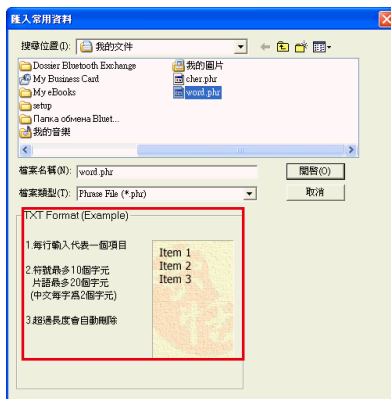 匯入常用資料
搜尋位置(I): 我的文件
Dossier Bluetooth Exchange
My Business Card
My eBooks
setup
Папка обмена Bluet...
我的音樂
我的圖片
cher.phr
word.phr
檔案名稱(N): word.phr
開啓(O)
檔案類型(T): Phrase File (*.phr)
取消
TXT Format (Example)
1.每行輸入代表一個項目
2.符號最多10個字元
片語最多20個字元
(中文每字爲2個字元)
3.超過長度會自動刪除
Item 1
Item 2
Item 3